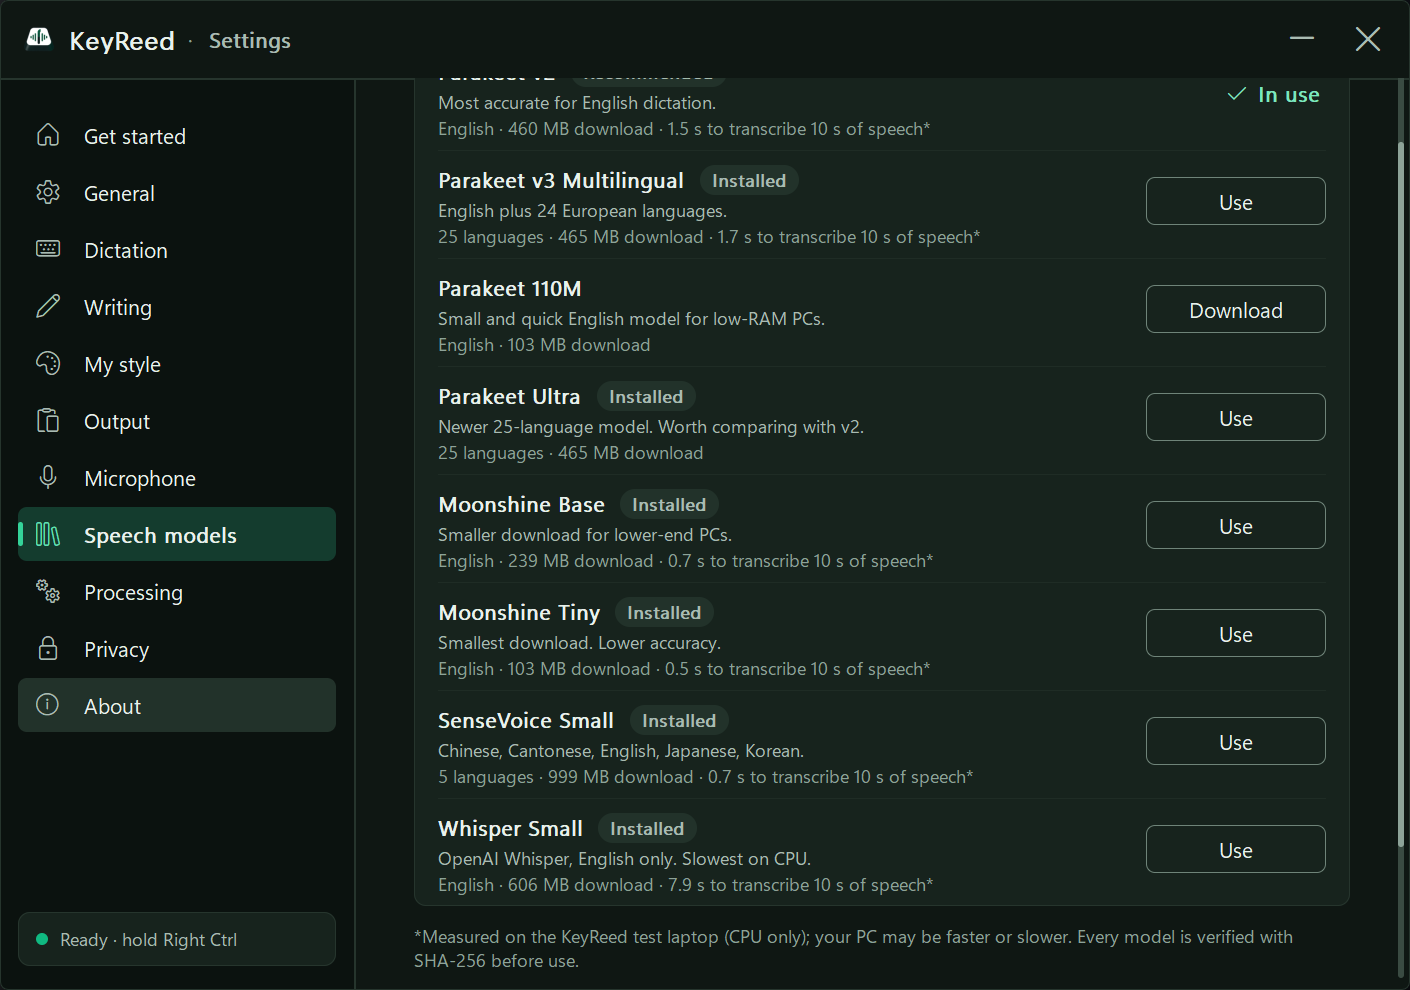 KeyReed · Settings
Get started
General
Dictation
Writing
My style
Output
Microphone
Speech models
Processing
Privacy
About
Ready · hold Right Ctrl
Parakeet v2 Recommended
Most accurate for English dictation.
English · 460 MB download · 1.5 s to transcribe 10 s of speech*
In use
Parakeet v3 Multilingual Installed
English plus 24 European languages.
25 languages · 465 MB download · 1.7 s to transcribe 10 s of speech*
Use
Parakeet 110M
Small and quick English model for low-RAM PCs.
English · 103 MB download
Download
Parakeet Ultra Installed
Newer 25-language model. Worth comparing with v2.
25 languages · 465 MB download
Use
Moonshine Base Installed
Smaller download for lower-end PCs.
English · 239 MB download · 0.7 s to transcribe 10 s of speech*
Use
Moonshine Tiny Installed
Smallest download. Lower accuracy.
English · 103 MB download · 0.5 s to transcribe 10 s of speech*
Use
SenseVoice Small Installed
Chinese, Cantonese, English, Japanese, Korean.
5 languages · 999 MB download · 0.7 s to transcribe 10 s of speech*
Use
Whisper Small Installed
OpenAI Whisper, English only. Slowest on CPU.
English · 606 MB download · 7.9 s to transcribe 10 s of speech*
Use
*Measured on the KeyReed test laptop (CPU only); your PC may be faster or slower. Every model is verified with
SHA-256 before use.